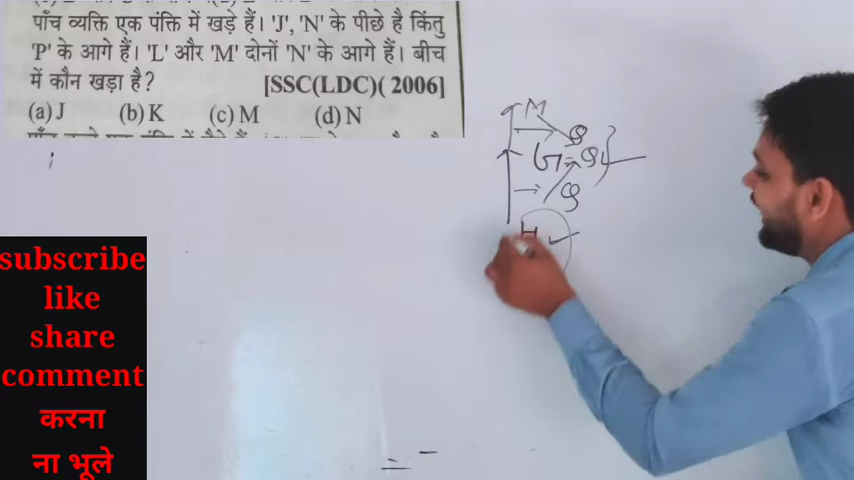 पाँच व्यक्ति एक पंक्ति में खड़े हैं। 'J', 'N' के पीछे है किंतु
'P' के आगे हैं। 'L' और 'M' दोनों 'N' के आगे हैं। बीच
में कौन खड़ा है? [SSC(LDC)( 2006]
(a) J (b) K (c) M (d) N
M
H
subscribe
like
share
comment
करना
ना भूले